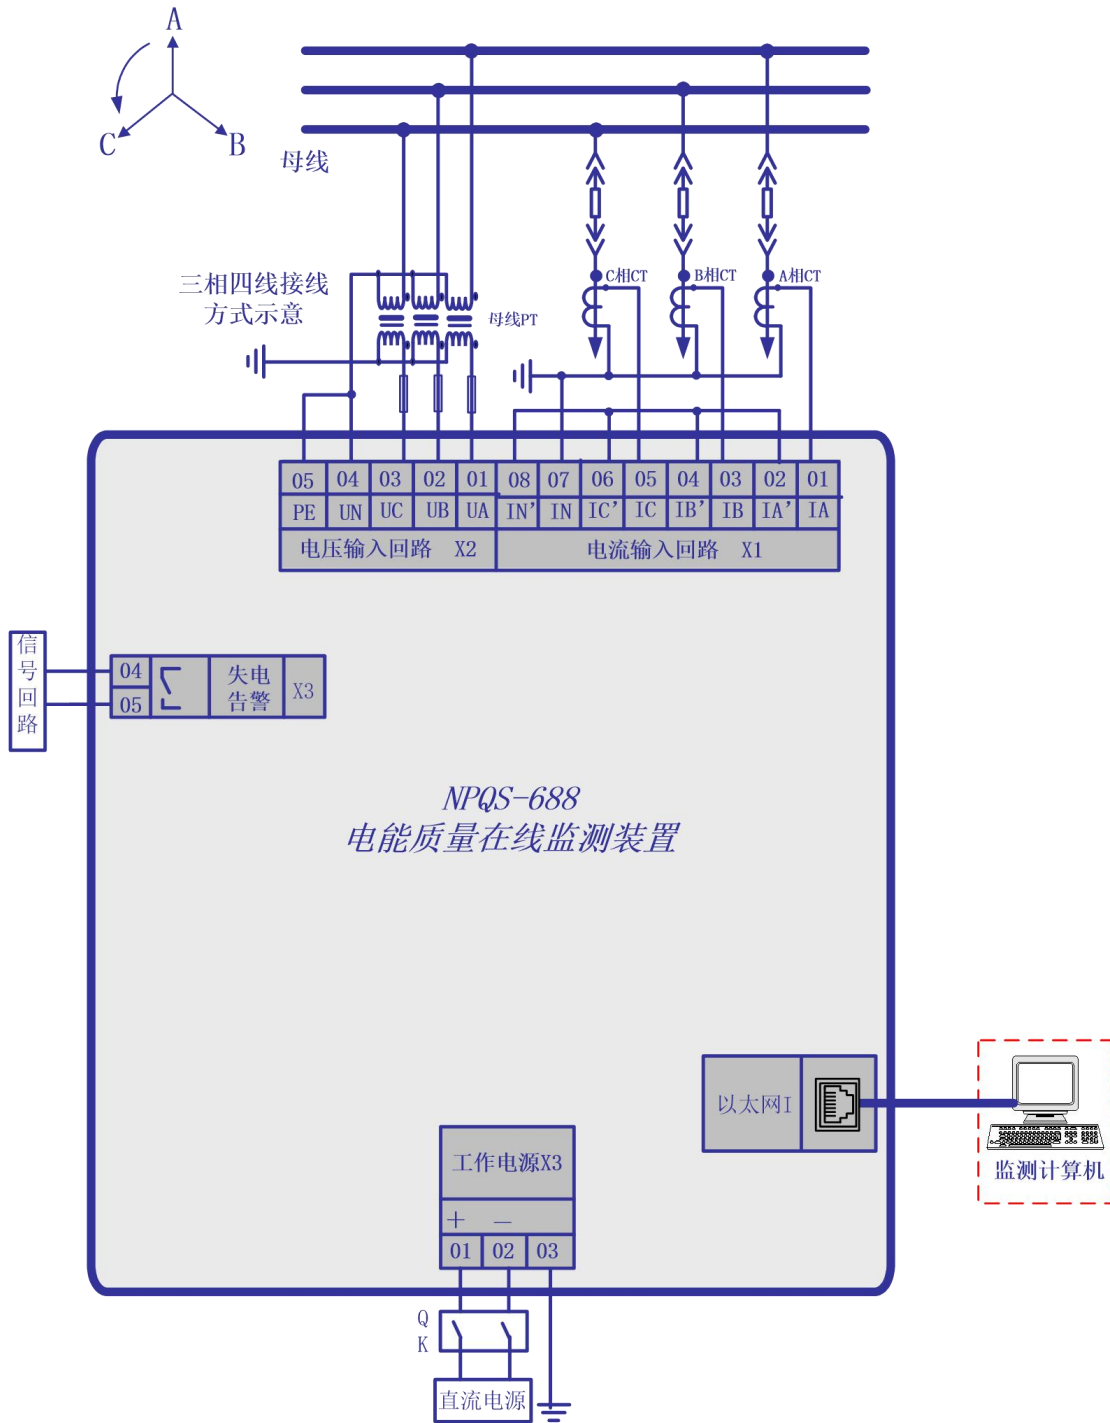 A
C
B
母线
三相四线接线
方式示意
母线PT
C相CT
B相CT
A相CT
05 04 03 02 01 08 07 06 05 04 03 02 01
PE UN UC UB UA IN' IN IC' IC IB' IB IA' IA
电压输入回路 X2
电流输入回路 X1
信号回路
04
05
失电
告警
X3
NPQS-688
电能质量在线监测装置
以太网I
监测计算机
工作电源X3
+ —
01 02 03
Q
K
直流电源